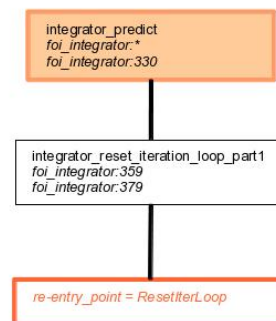 integrator_predict
foi_integrator:*
foi_integrator:330
integrator_reset_iteration_loop_part1
foi_integrator:359
foi_integrator:379
re-entry_point = ResetIterLoop